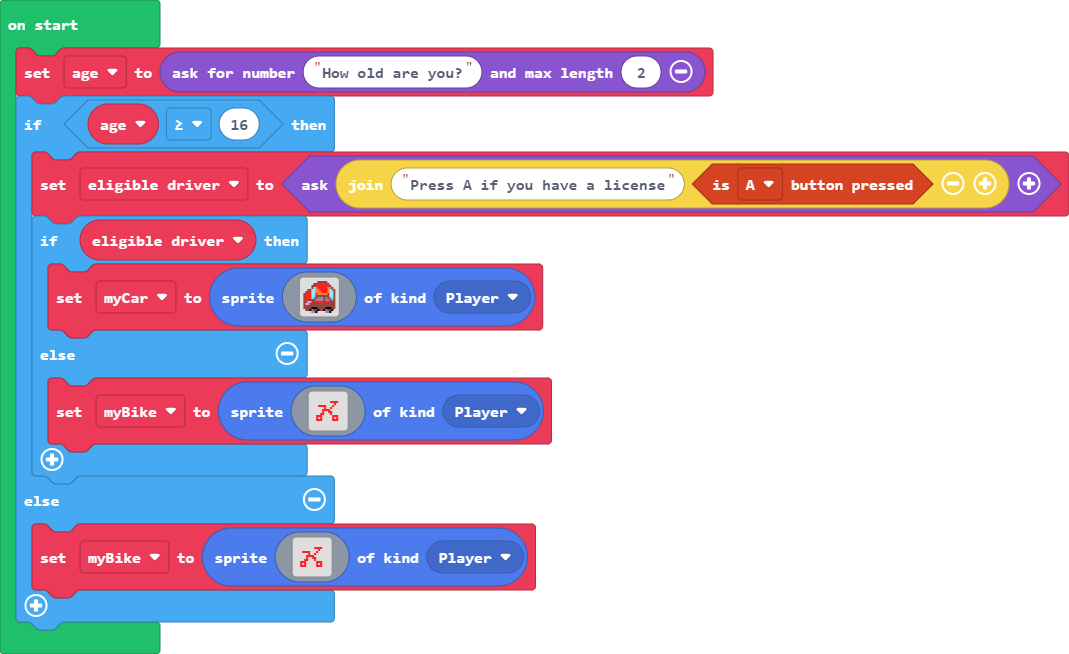 on start
set age to ask for number "How old are you?" and max length 2
if age ≥ 16 then
set eligible driver to ask join "Press A if you have a license" is A button pressed
if eligible driver then
set myCar to sprite of kind Player
else
set myBike to sprite of kind Player
else
set myBike to sprite of kind Player